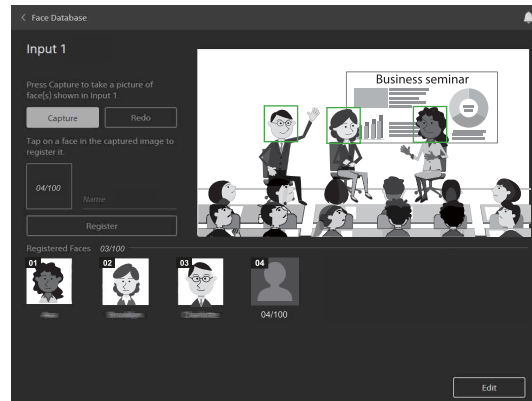 Face Database
Input 1
Press Capture to take a picture of
face(s) shown in Input 1.
Capture
Redo
Tap on a face in the captured image to
register it.
04/100
Name
Register
Business seminar
Registered Faces 03/100
01
02
03
04
04/100
Edit